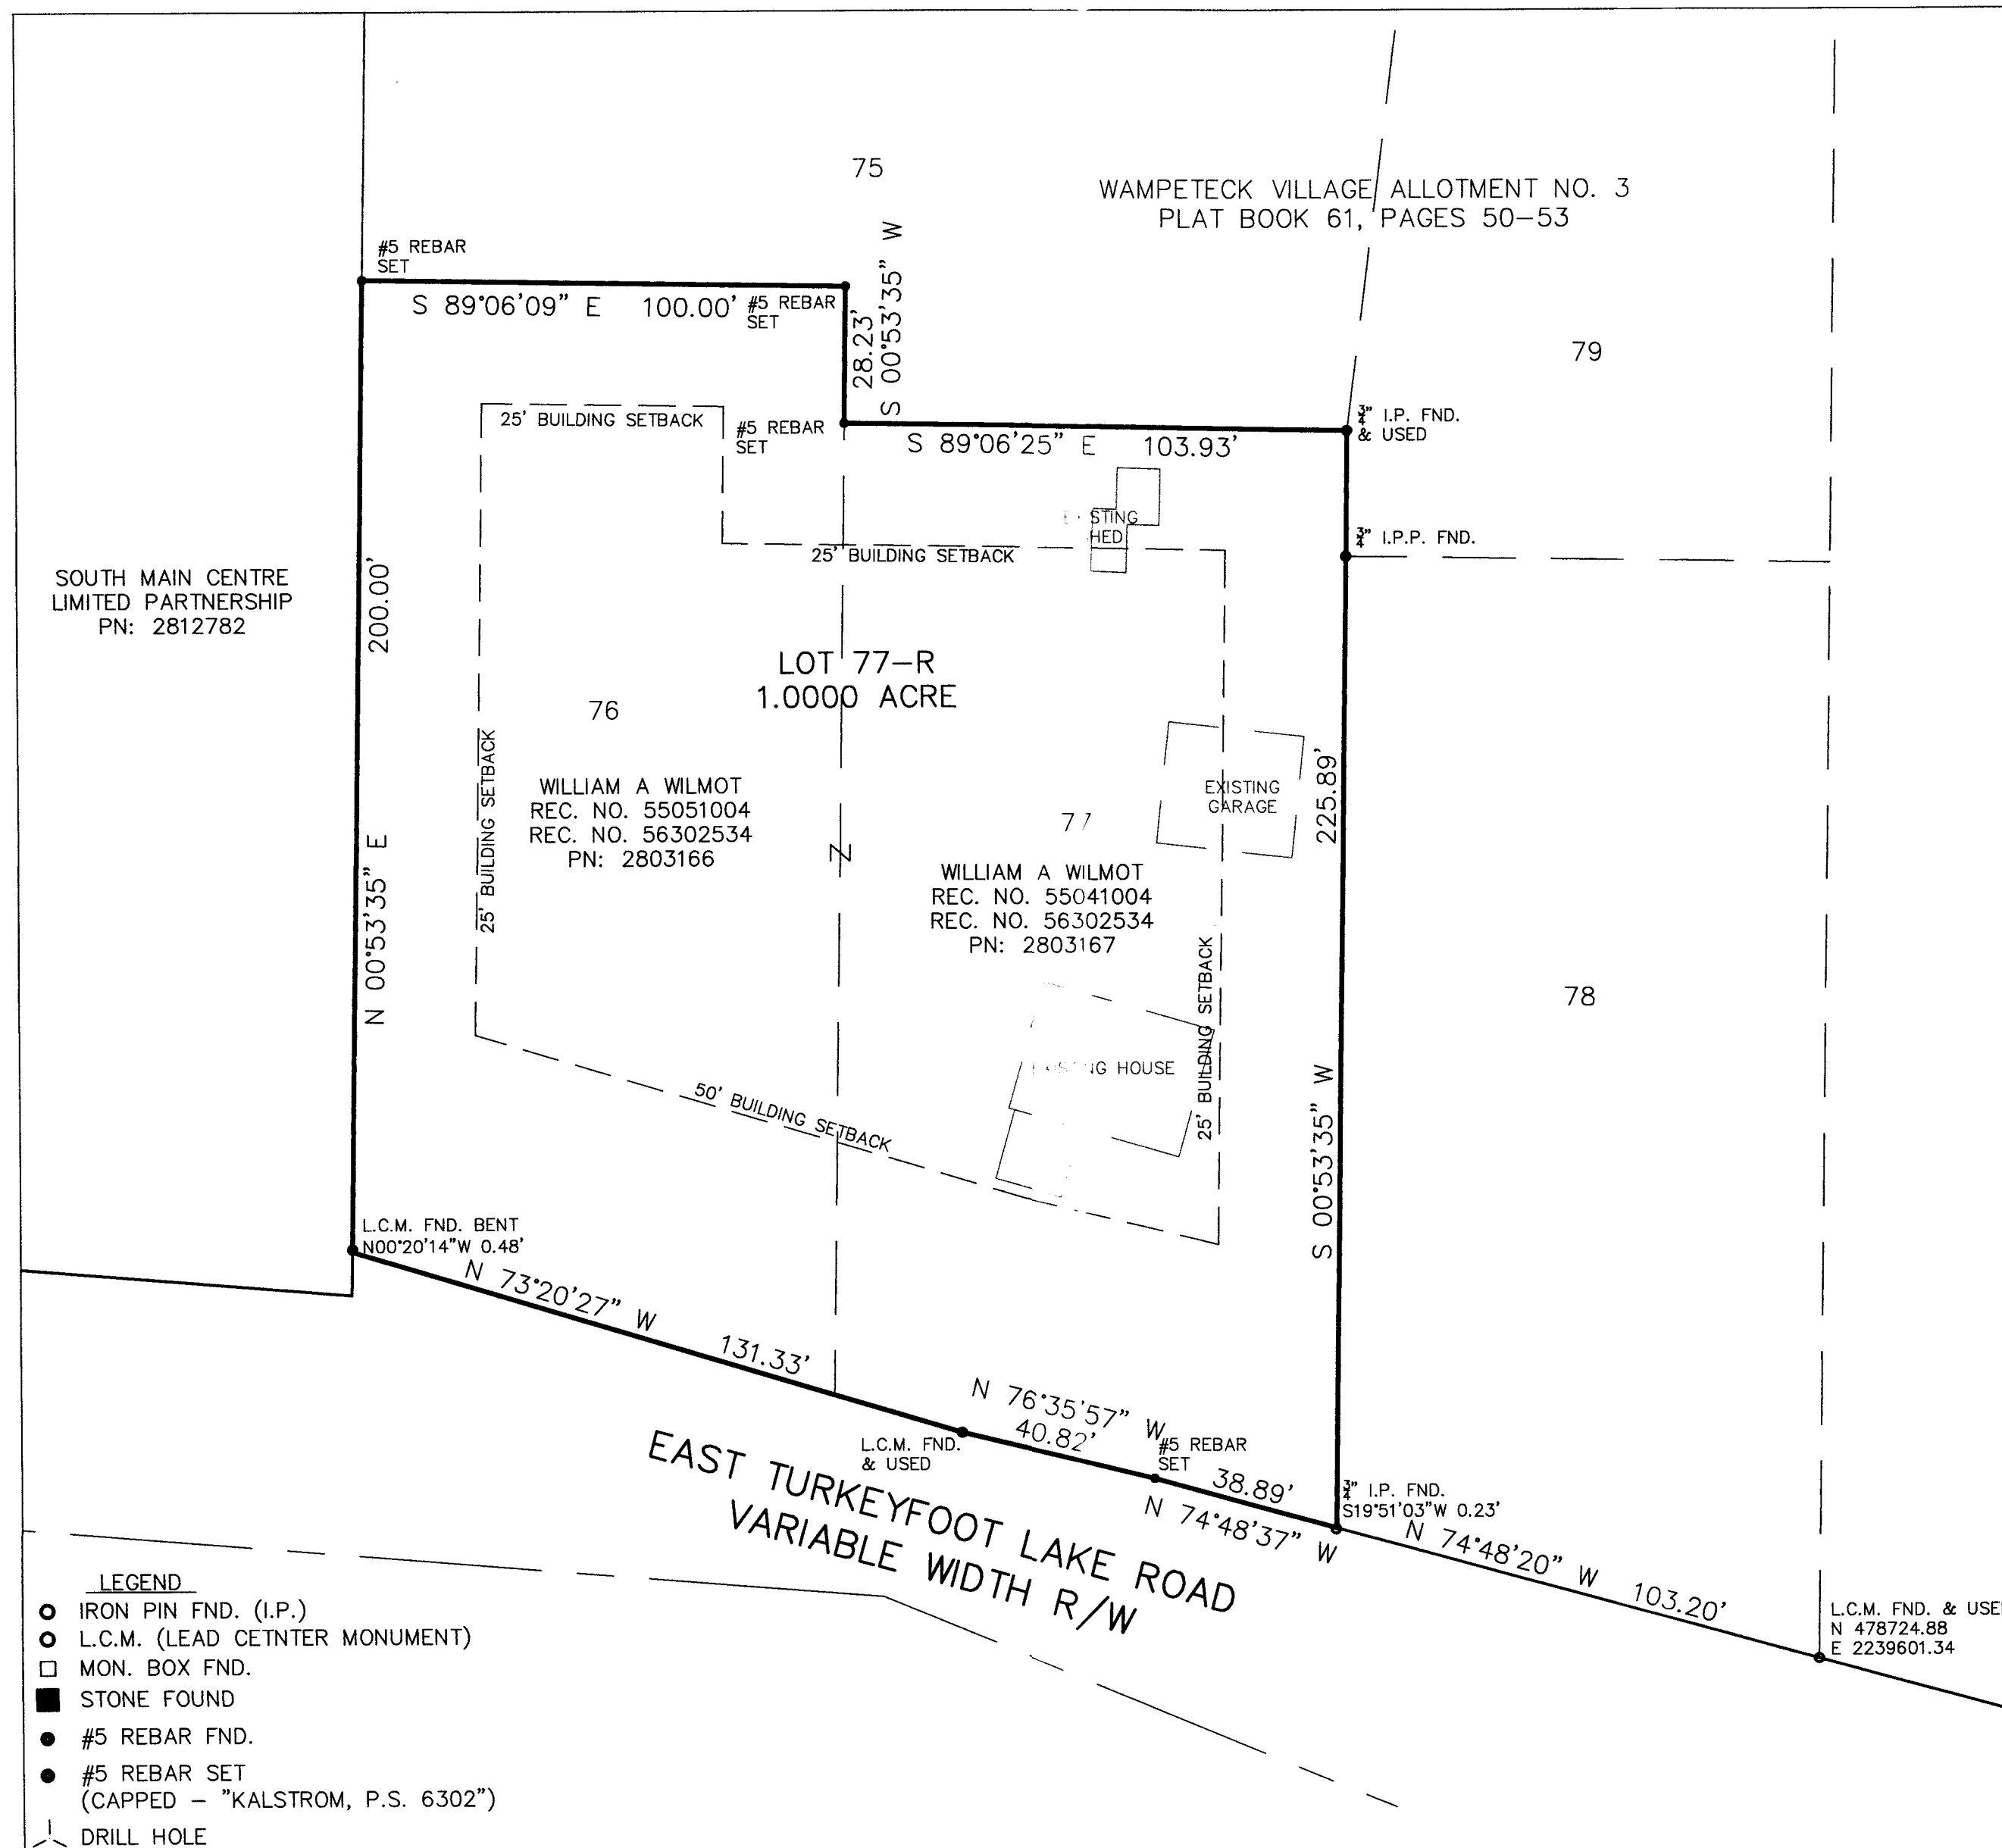 75
WAMPETECK VILLAGE ALLOTMENT NO. 3
PLAT BOOK 61, PAGES 50-53
#5 REBAR
SET
S 89°06'09" E 100.00'
#5 REBAR
SET
28.23'
S 00°53'35" W
79
25' BUILDING SETBACK
#5 REBAR
SET
S 89°06'25" E 103.93'
3/4" I.P. FND.
& USED
3/4" I.P.P. FND.
25' BUILDING SETBACK
SOUTH MAIN CENTRE
LIMITED PARTNERSHIP
PN: 2812782
N 00°53'35" E 200.00'
LOT 77-R
1.0000 ACRE
76
25' BUILDING SETBACK
WILLIAM A WILMOT
REC. NO. 55051004
REC. NO. 56302534
PN: 2803166
Z
EXISTING
GARAGE
77
WILLIAM A WILMOT
REC. NO. 55041004
REC. NO. 56302534
PN: 2803167
25' BUILDING SETBACK
S 00°53'35" W 225.89'
78
HOUSE
50' BUILDING SETBACK
L.C.M. FND. BENT
N00°20'14"W 0.48'
N 73°20'27" W 131.33'
N 76°35'57" W
40.82'
L.C.M. FND.
& USED
#5 REBAR
SET
38.89'
N 74°48'37" W
3/4" I.P. FND.
S19°51'03"W 0.23'
N 74°48'20" W 103.20'
L.C.M. FND. & USE
N 478724.88
E 2239601.34
EAST TURKEYFOOT LAKE ROAD
VARIABLE WIDTH R/W
LEGEND
IRON PIN FND. (I.P.)
L.C.M. (LEAD CETNTER MONUMENT)
MON. BOX FND.
STONE FOUND
#5 REBAR FND.
#5 REBAR SET
(CAPPED - "KALSTROM, P.S. 6302")
DRILL HOLE